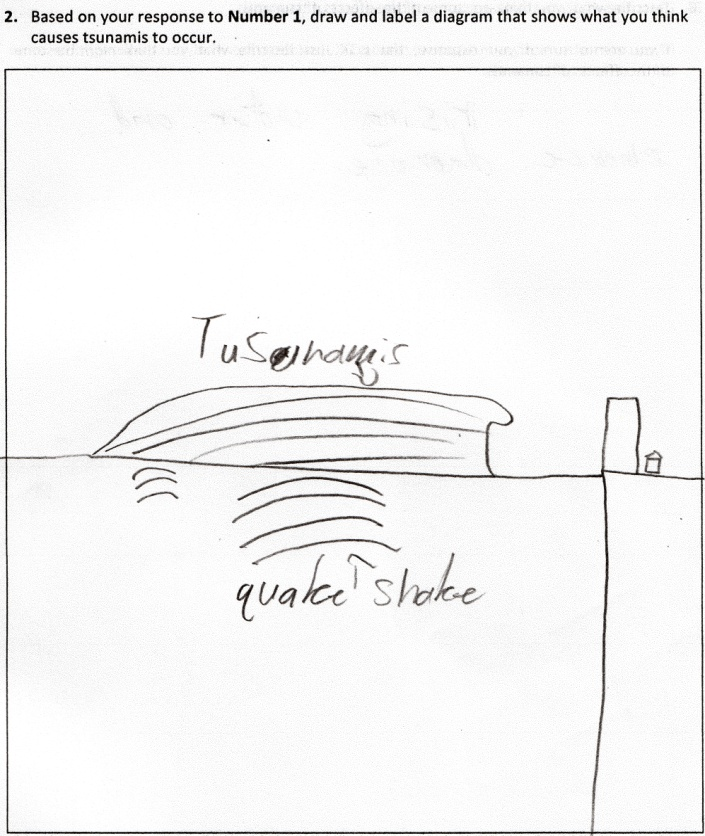 2. Based on your response to Number 1, draw and label a diagram that shows what you think
causes tsunamis to occur.
Tusunamis
quake shake